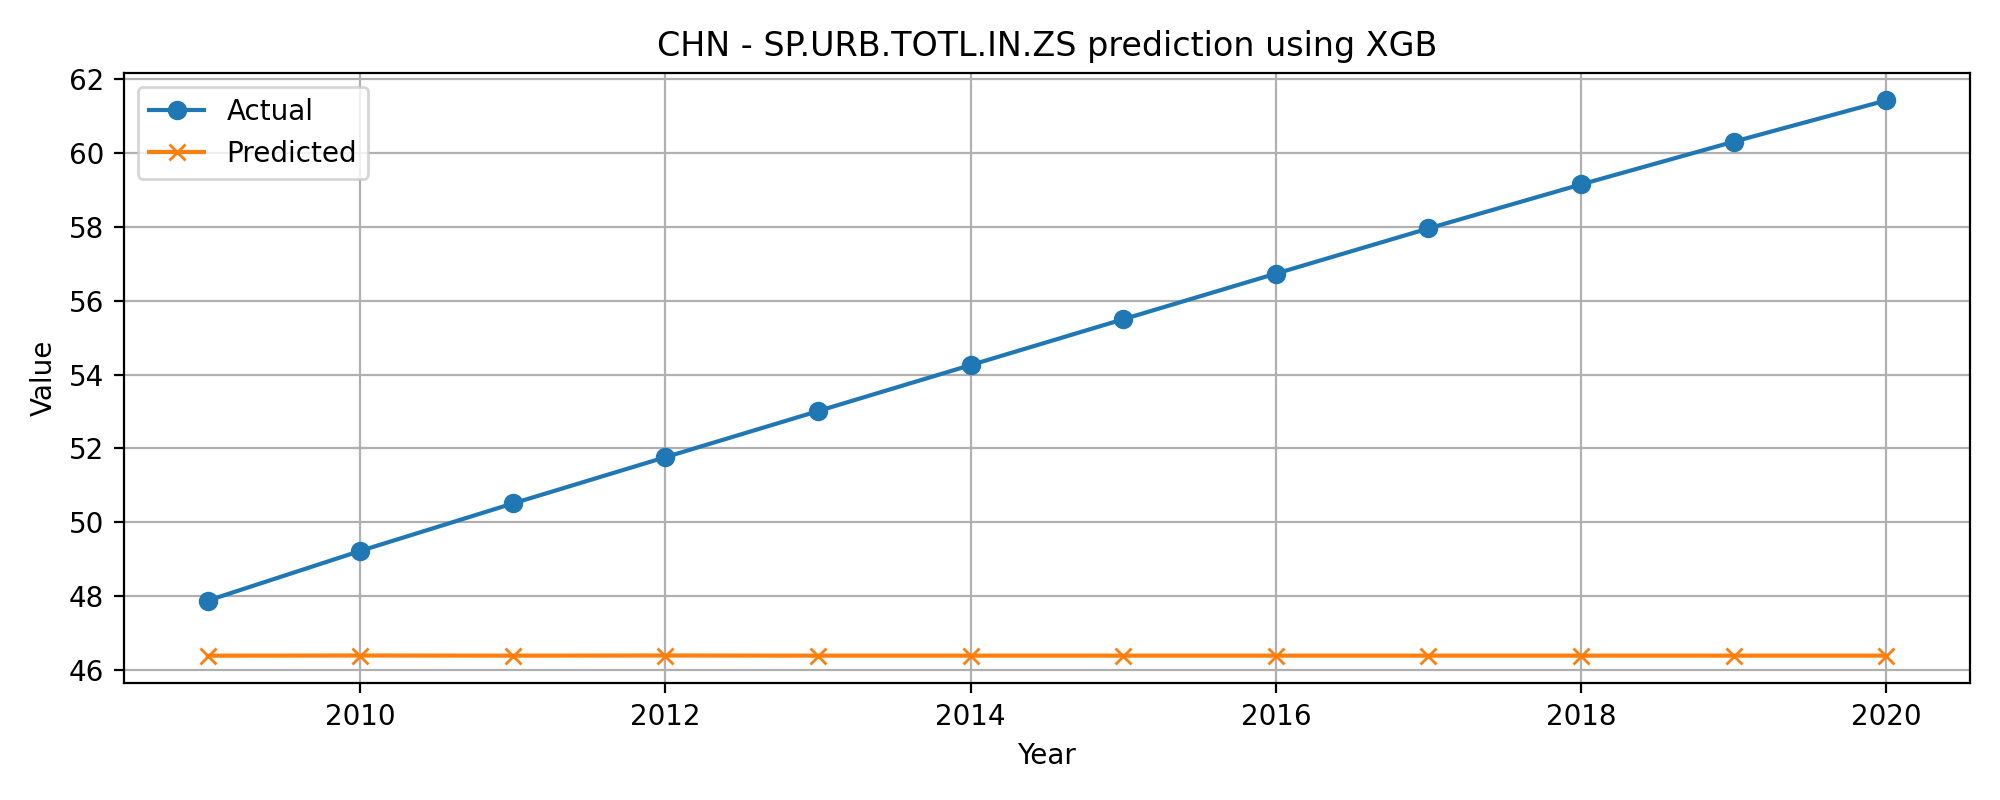 CHN - SP.URB.TOTL.IN.ZS prediction using XGB
Actual
Predicted
Value
62
60
58
56
54
52
50
48
46
2010 2012 2014 2016 2018 2020
Year